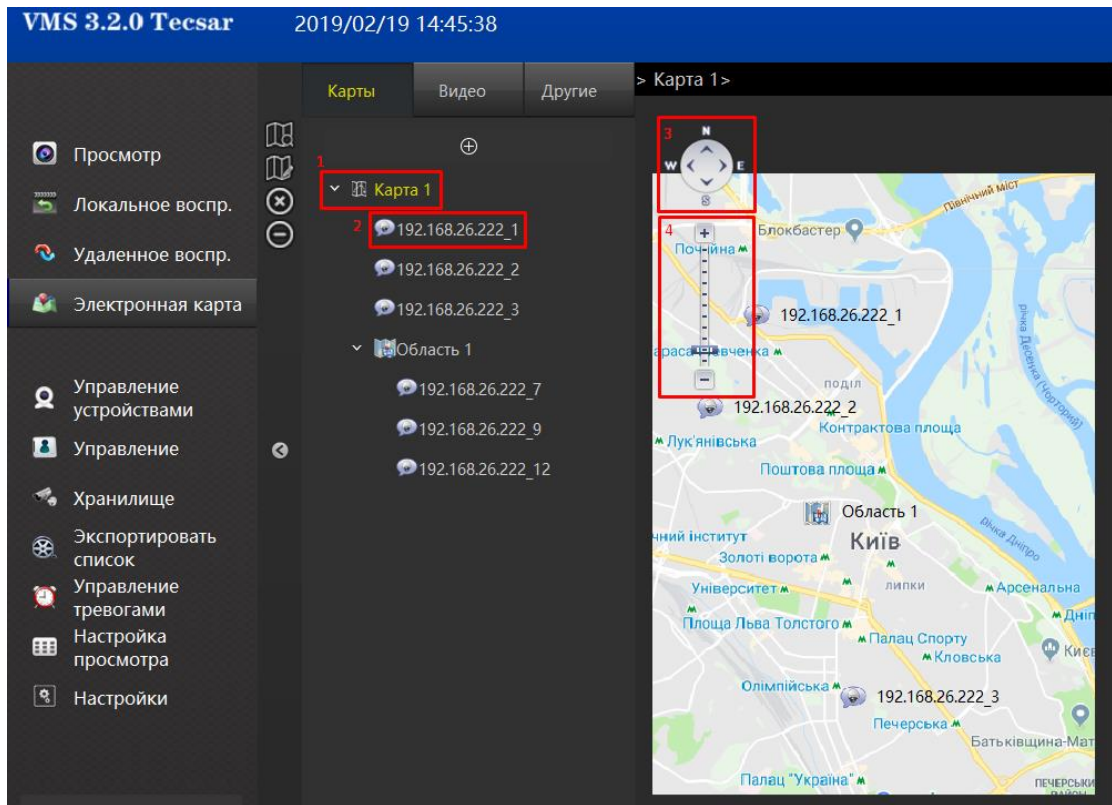 VMS 3.2.0 Tecsar
2019/02/19 14:45:38
Карты
Видео
Другие
> Карта 1>
Просмотр
Локальное воспр.
Удаленное воспр.
Электронная карта
Управление
устройствами
Управление
Хранилище
Экспортировать
список
Управление
тревогами
Настройка
просмотра
Настройки
1
Карта 1
2
192.168.26.222_1
192.168.26.222_2
192.168.26.222_3
Область 1
192.168.26.222_7
192.168.26.222_9
192.168.26.222_12
3
N
W
E
S
4
+
−
Північний міст
Блокбастер
Почайна
192.168.26.222_1
річка Десенка (Чорторий)
поділ
192.168.26.222_2
Контрактова площа
Лук'янівська
Поштова площа
Область 1
річка Дніпро
Київ
Золоті ворота
Університет
липки
Арсенальна
Площа Льва Толстого
Палац Спорту
Кловська
Олімпійська
192.168.26.222_3
Печерська
Палац "Україна"